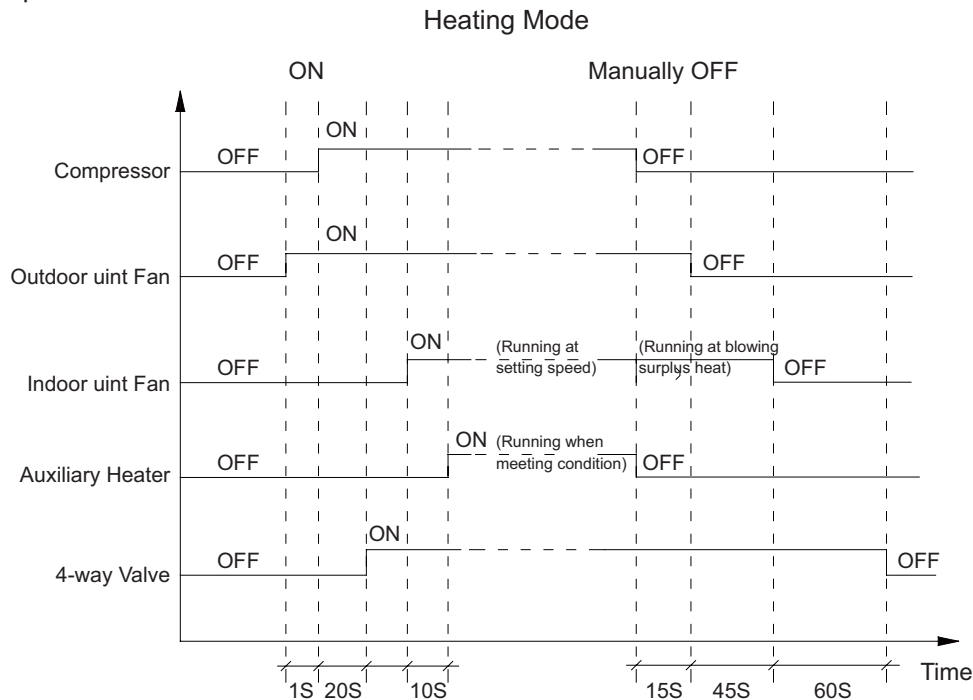 Heating Mode
ON
Manually OFF
Compressor
OFF
ON
OFF
Outdoor uint Fan
OFF
ON
OFF
Indoor uint Fan
OFF
ON
(Running at
setting speed)
(Running at blowing
surplus heat)
OFF
Auxiliary Heater
OFF
ON
(Running when
meeting condition)
OFF
4-way Valve
OFF
ON
OFF
Time
1S
20S
10S
15S
45S
60S